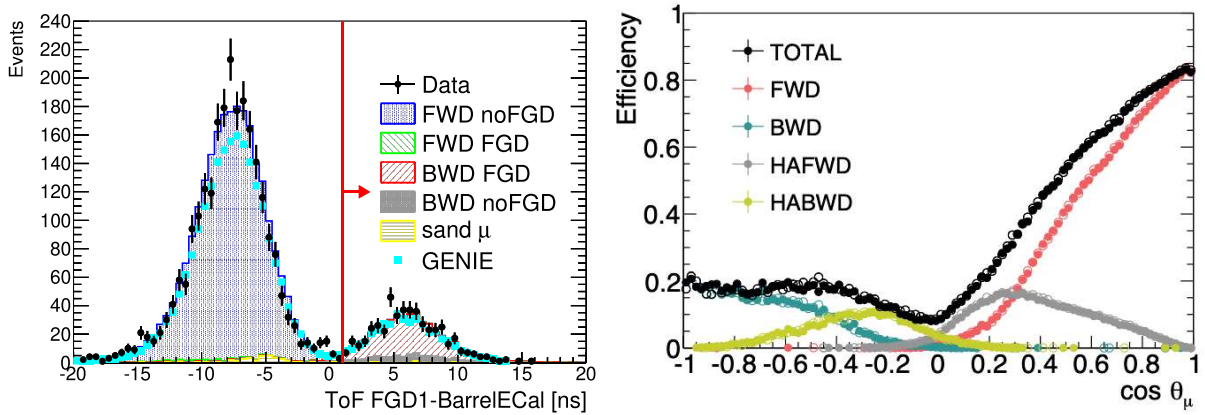 Events
240
220
200
180
160
140
120
100
80
60
40
20
0
-20 -15 -10 -5 0 5 10 15 20
ToF FGD1-BarrelECal [ns]
Data
FWD noFGD
FWD FGD
BWD FGD
BWD noFGD
sand μ
GENIE
Efficiency
1
0.8
0.6
0.4
0.2
0
-1 -0.8 -0.6 -0.4 -0.2 0 0.2 0.4 0.6 0.8 1
cos θμ
TOTAL
FWD
BWD
HAFWD
HABWD